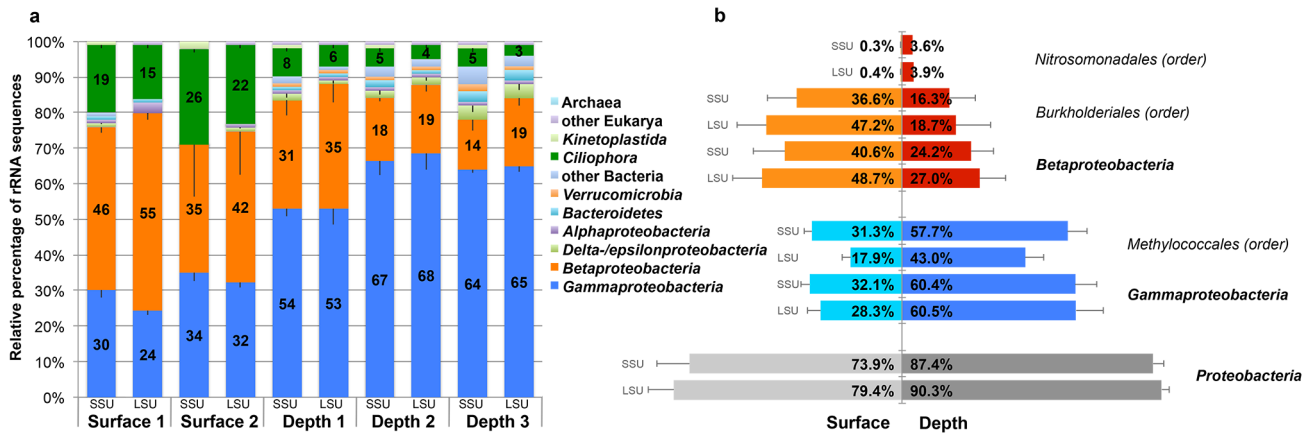 a
Relative percentage of rRNA sequences
100%
90%
80%
70%
60%
50%
40%
30%
20%
10%
0%
19 15 26 22 8 6 5 4 5 3
46 55 35 42 31 35 18 19 14 19
30 24 34 32 54 53 67 68 64 65
SSU LSU SSU LSU SSU LSU SSU LSU SSU LSU
Surface 1 Surface 2 Depth 1 Depth 2 Depth 3
Archaea
other Eukarya
Kinetoplastida
Ciliophora
other Bacteria
Verrucomicrobia
Bacteroidetes
Alphaproteobacteria
Delta-/epsilonproteobacteria
Betaproteobacteria
Gammaproteobacteria
b
SSU 0.3% 3.6%
Nitrosomonadales (order)
LSU 0.4% 3.9%
SSU 36.6% 16.3%
Burkholderiales (order)
LSU 47.2% 18.7%
SSU 40.6% 24.2%
Betaproteobacteria
LSU 48.7% 27.0%
SSU 31.3% 57.7%
Methylococcales (order)
LSU 17.9% 43.0%
SSU 32.1% 60.4%
Gammaproteobacteria
LSU 28.3% 60.5%
SSU 73.9% 87.4%
Proteobacteria
LSU 79.4% 90.3%
Surface Depth